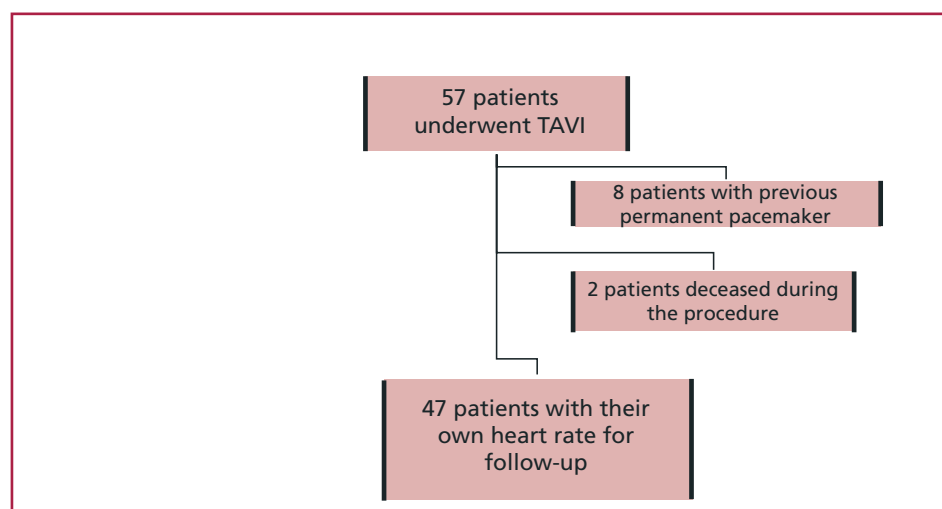 57 patients
underwent TAVI
8 patients with previous
permanent pacemaker
2 patients deceased during
the procedure
47 patients with their
own heart rate for
follow-up